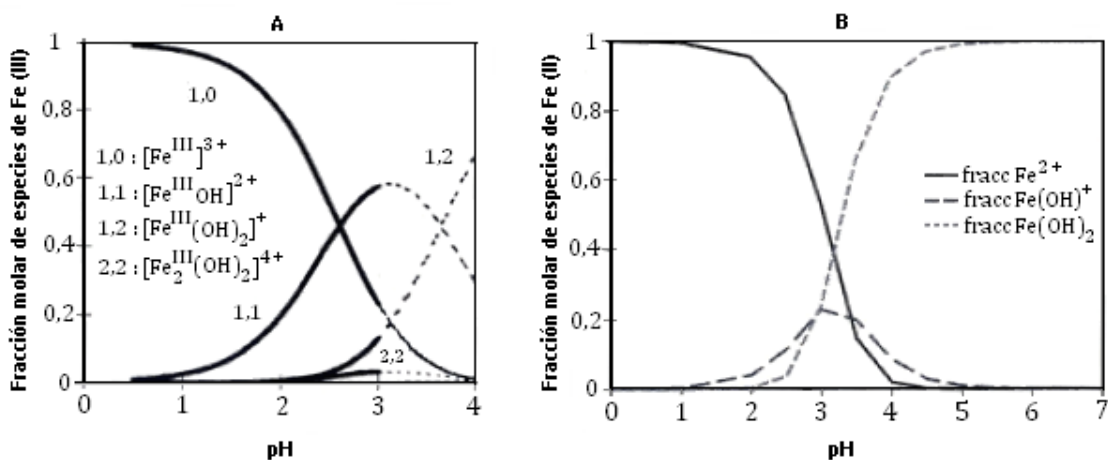 A
Fracción molar de especies de Fe (III)
1
0,8
0,6
0,4
0,2
0
1,0
1,0 : [Fe^III]^3+
1,1 : [Fe^III OH]^2+
1,2 : [Fe^III(OH)₂]^+
2,2 : [Fe₂^III(OH)₂]^4+
1,2
1,1
2,2
0 1 2 3 4
pH
B
Fracción molar de especies de Fe (II)
1
0,8
0,6
0,4
0,2
0
fracc Fe^2+
fracc Fe(OH)^+
fracc Fe(OH)₂
0 1 2 3 4 5 6 7
pH